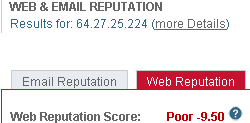 WEB & EMAIL REPUTATION
Results for: 64.27.25.224 (more Details)
Email Reputation Web Reputation
Web Reputation Score: Poor -9.50 ?